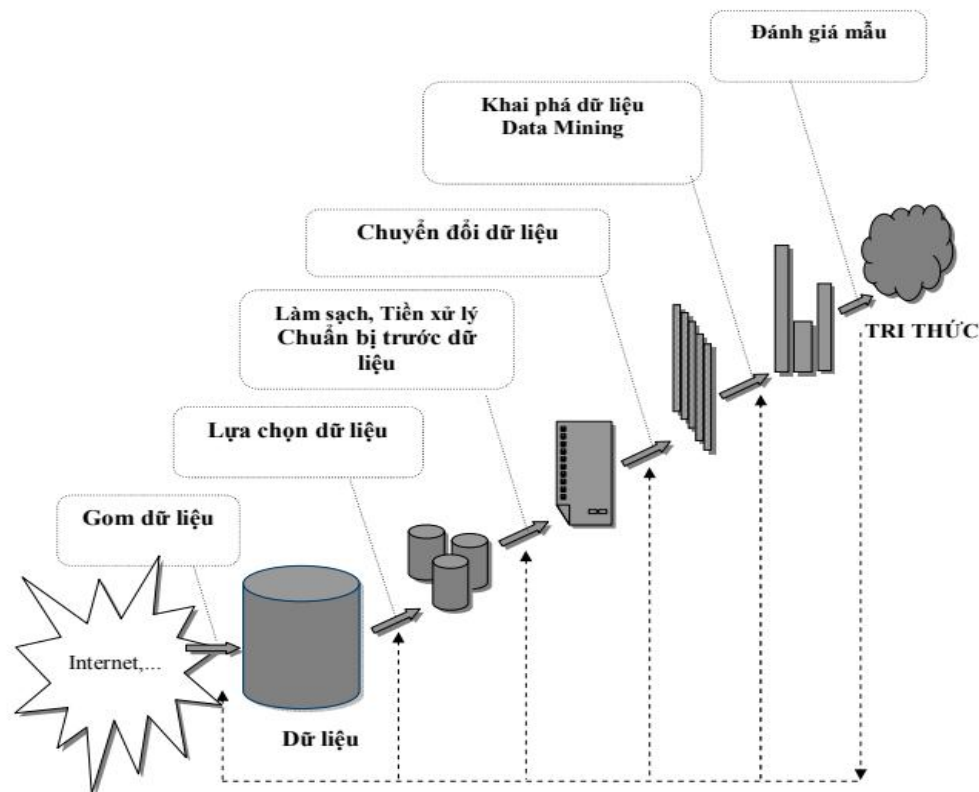 Đánh giá mẫu
Khai phá dữ liệu
Data Mining
Chuyển đổi dữ liệu
Làm sạch, Tiền xử lý
Chuẩn bị trước dữ
liệu
Lựa chọn dữ liệu
Gom dữ liệu
Internet,...
Dữ liệu
TRI THỨC